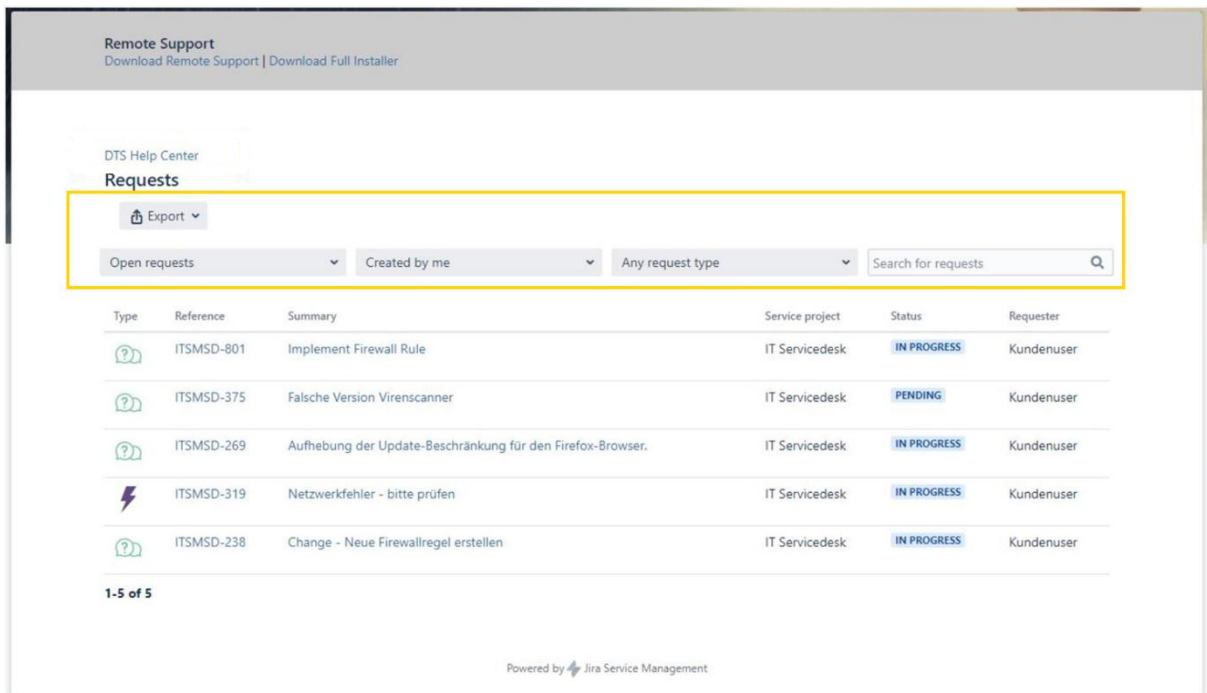 Remote Support
Download Remote Support | Download Full Installer
DTS Help Center
Requests
Export
Open requests Created by me Any request type Search for requests
Type Reference Summary Service project Status Requester
ITSMSD-801 Implement Firewall Rule IT Servicedesk IN PROGRESS Kundenuser
ITSMSD-375 Falsche Version Virenscanner IT Servicedesk PENDING Kundenuser
ITSMSD-269 Aufhebung der Update-Beschränkung für den Firefox-Browser. IT Servicedesk IN PROGRESS Kundenuser
ITSMSD-319 Netzwerkfehler - bitte prüfen IT Servicedesk IN PROGRESS Kundenuser
ITSMSD-238 Change - Neue Firewallregel erstellen IT Servicedesk IN PROGRESS Kundenuser
1-5 of 5
Powered by Jira Service Management